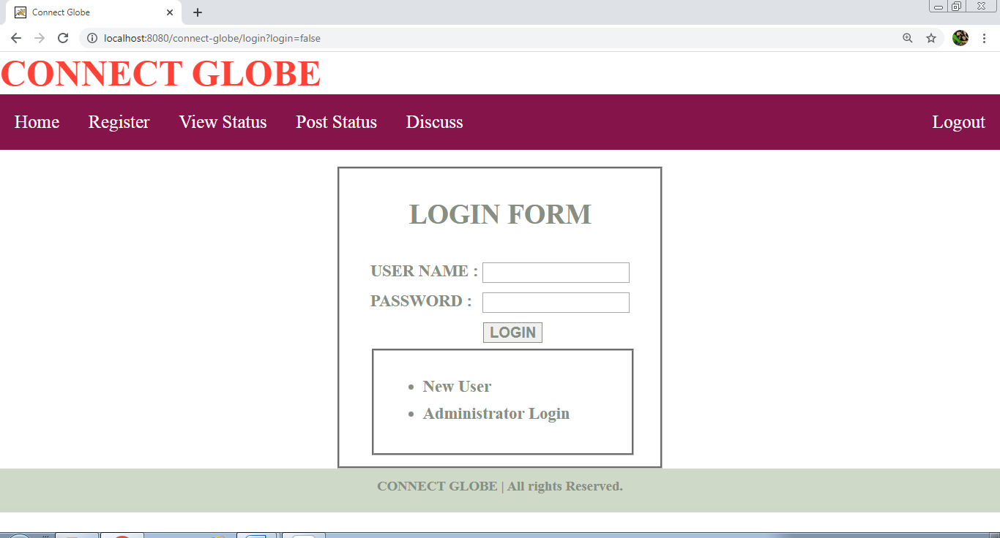 Connect Globe
localhost:8080/connect-globe/login?login=false
CONNECT GLOBE
Home Register View Status Post Status Discuss Logout
LOGIN FORM
USER NAME :
PASSWORD :
LOGIN
New User
Administrator Login
CONNECT GLOBE | All rights Reserved.